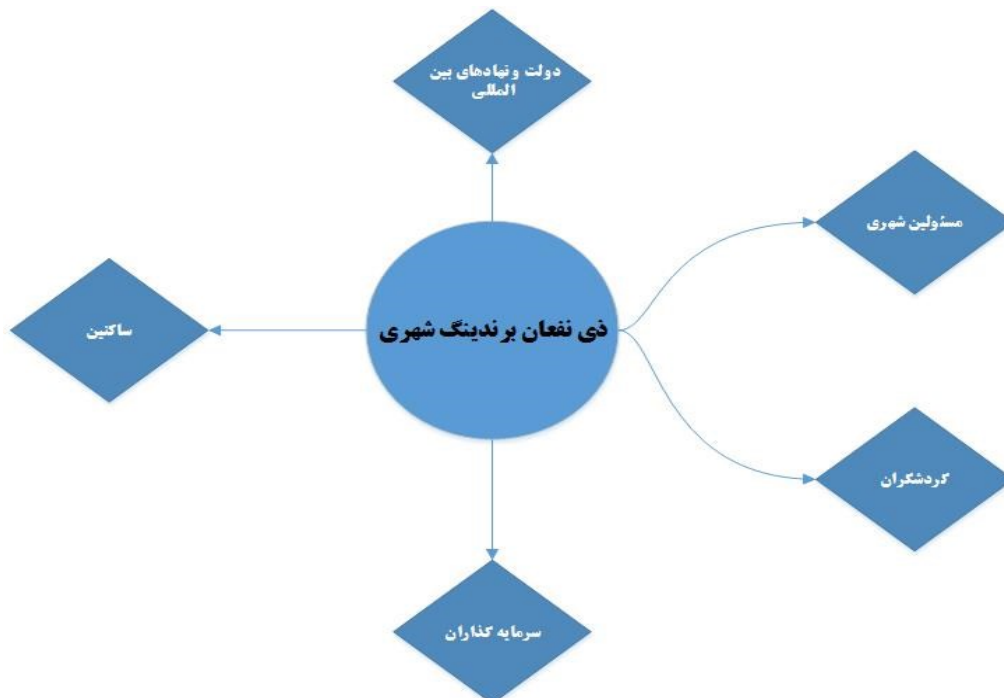 دولت و نهادهای بین
المللی
مسئولین شهری
ذی نفعان برندینگ شهری
ساکنین
گردشگران
سرمایه گذاران